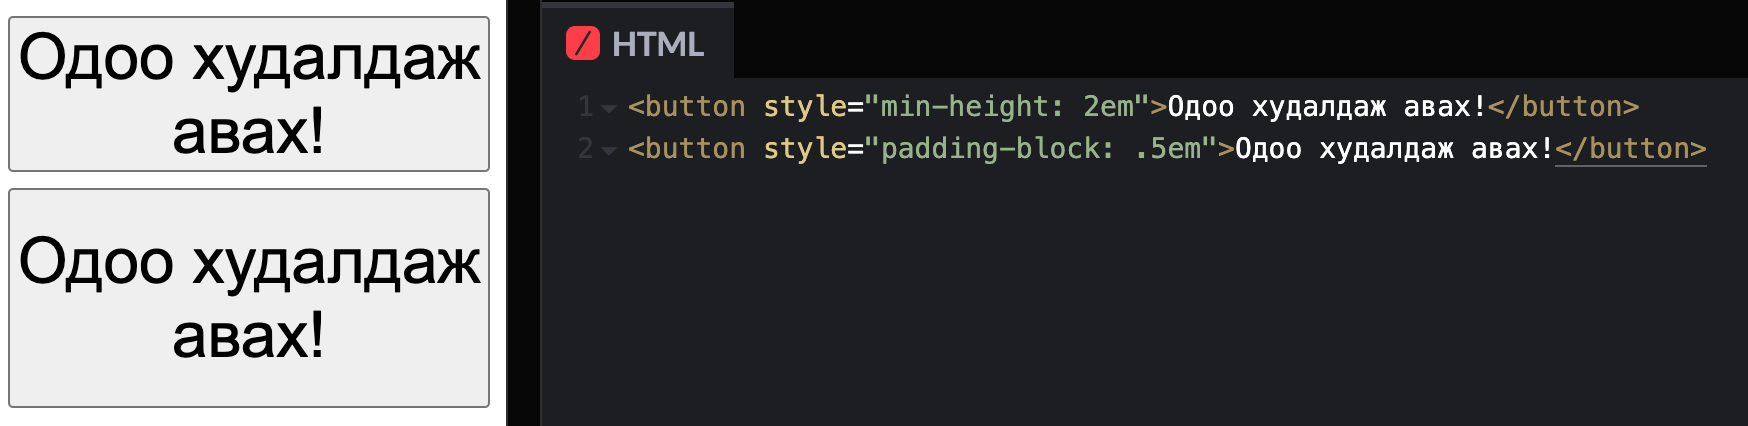 Одоо худалдаж
авах!
Одоо худалдаж
авах!
HTML
1 <button style="min-height: 2em">Одоо худалдаж авах!</button>
2 <button style="padding-block: .5em">Одоо худалдаж авах!</button>